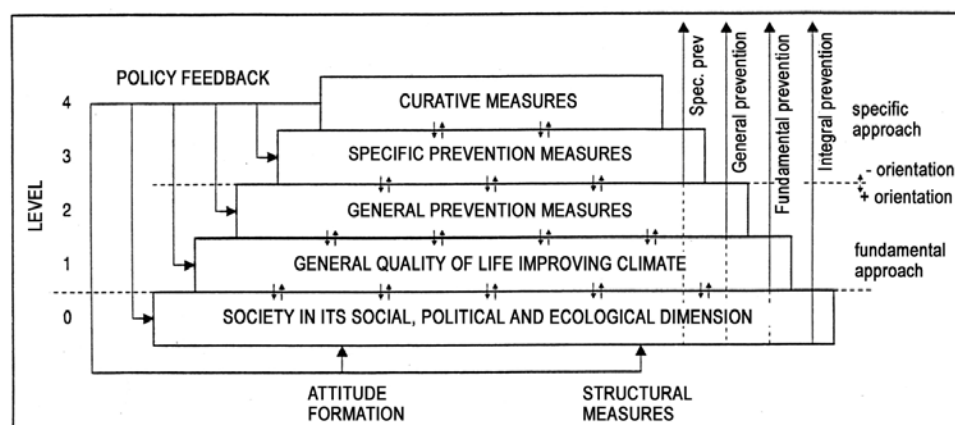 POLICY FEEDBACK
LEVEL
4
3
2
1
0
CURATIVE MEASURES
SPECIFIC PREVENTION MEASURES
GENERAL PREVENTION MEASURES
GENERAL QUALITY OF LIFE IMPROVING CLIMATE
SOCIETY IN ITS SOCIAL, POLITICAL AND ECOLOGICAL DIMENSION
Spec. prev
General prevention
Fundamental prevention
Integral prevention
specific
approach
- orientation
+ orientation
fundamental
approach
ATTITUDE
FORMATION
STRUCTURAL
MEASURES